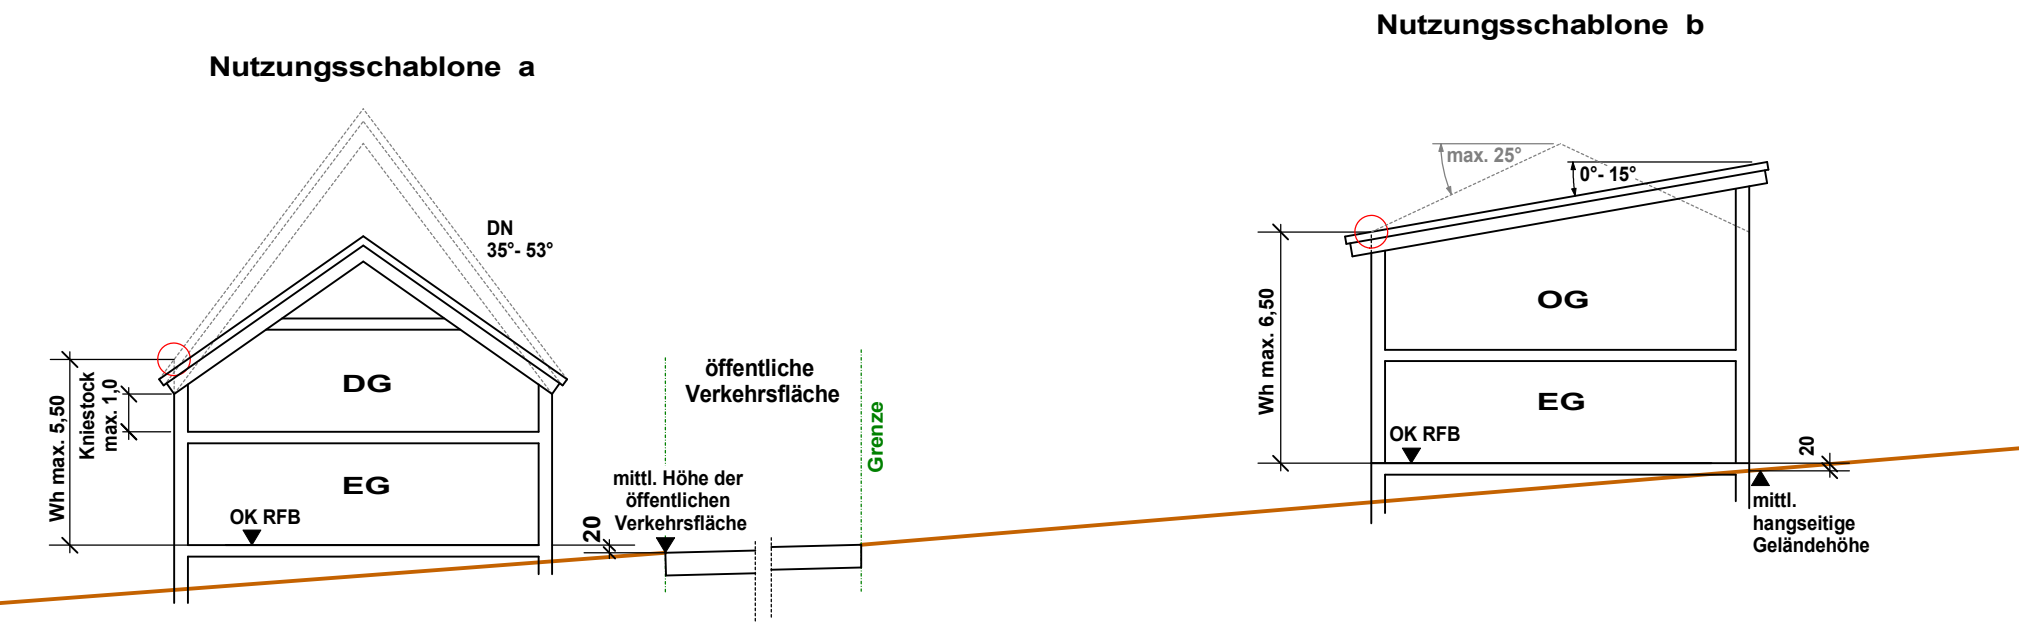 Nutzungsschablone a
DN
35°- 53°
Wh max. 5,50
Kniestock
max. 1,0
DG
EG
OK RFB
20
mittl. Höhe der
öffentlichen
Verkehrsfläche
öffentliche
Verkehrsfläche
Grenze
Nutzungsschablone b
max. 25°
0°- 15°
Wh max. 6,50
OG
EG
OK RFB
20
mittl.
hangseitige
Geländehöhe